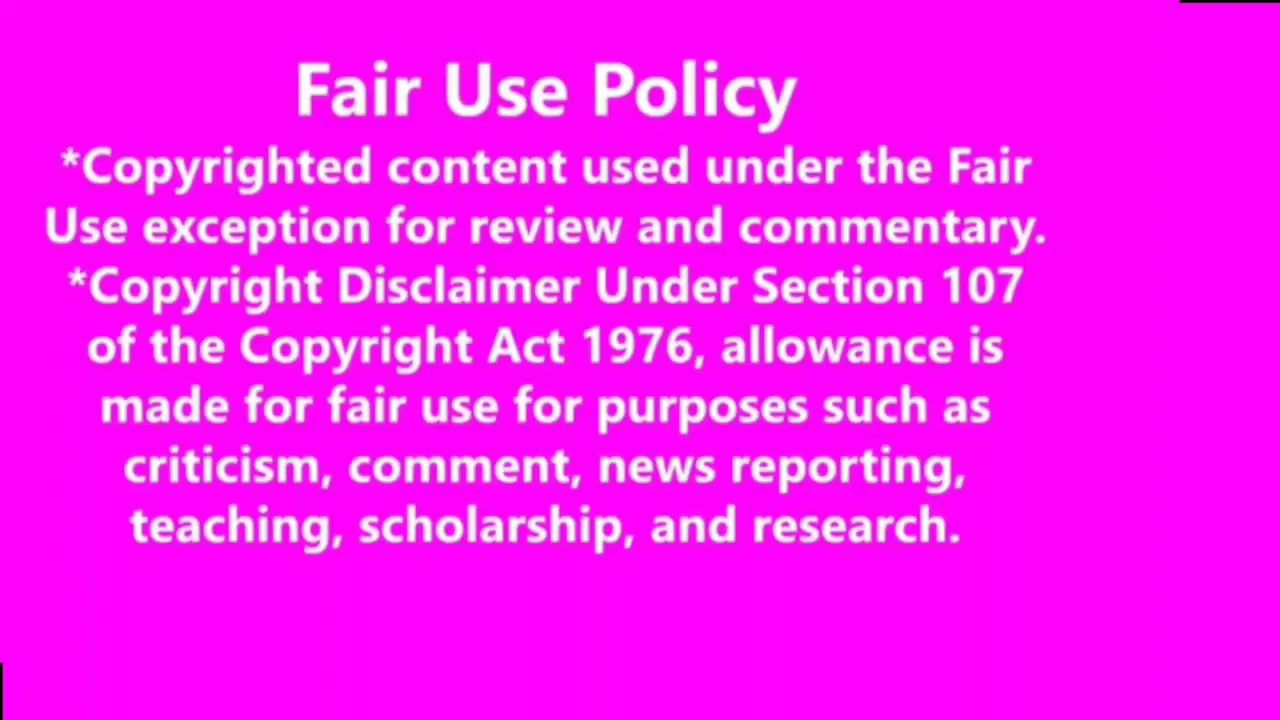 Fair Use Policy
*Copyrighted content used under the Fair
Use exception for review and commentary.
*Copyright Disclaimer Under Section 107
of the Copyright Act 1976, allowance is
made for fair use for purposes such as
criticism, comment, news reporting,
teaching, scholarship, and research.